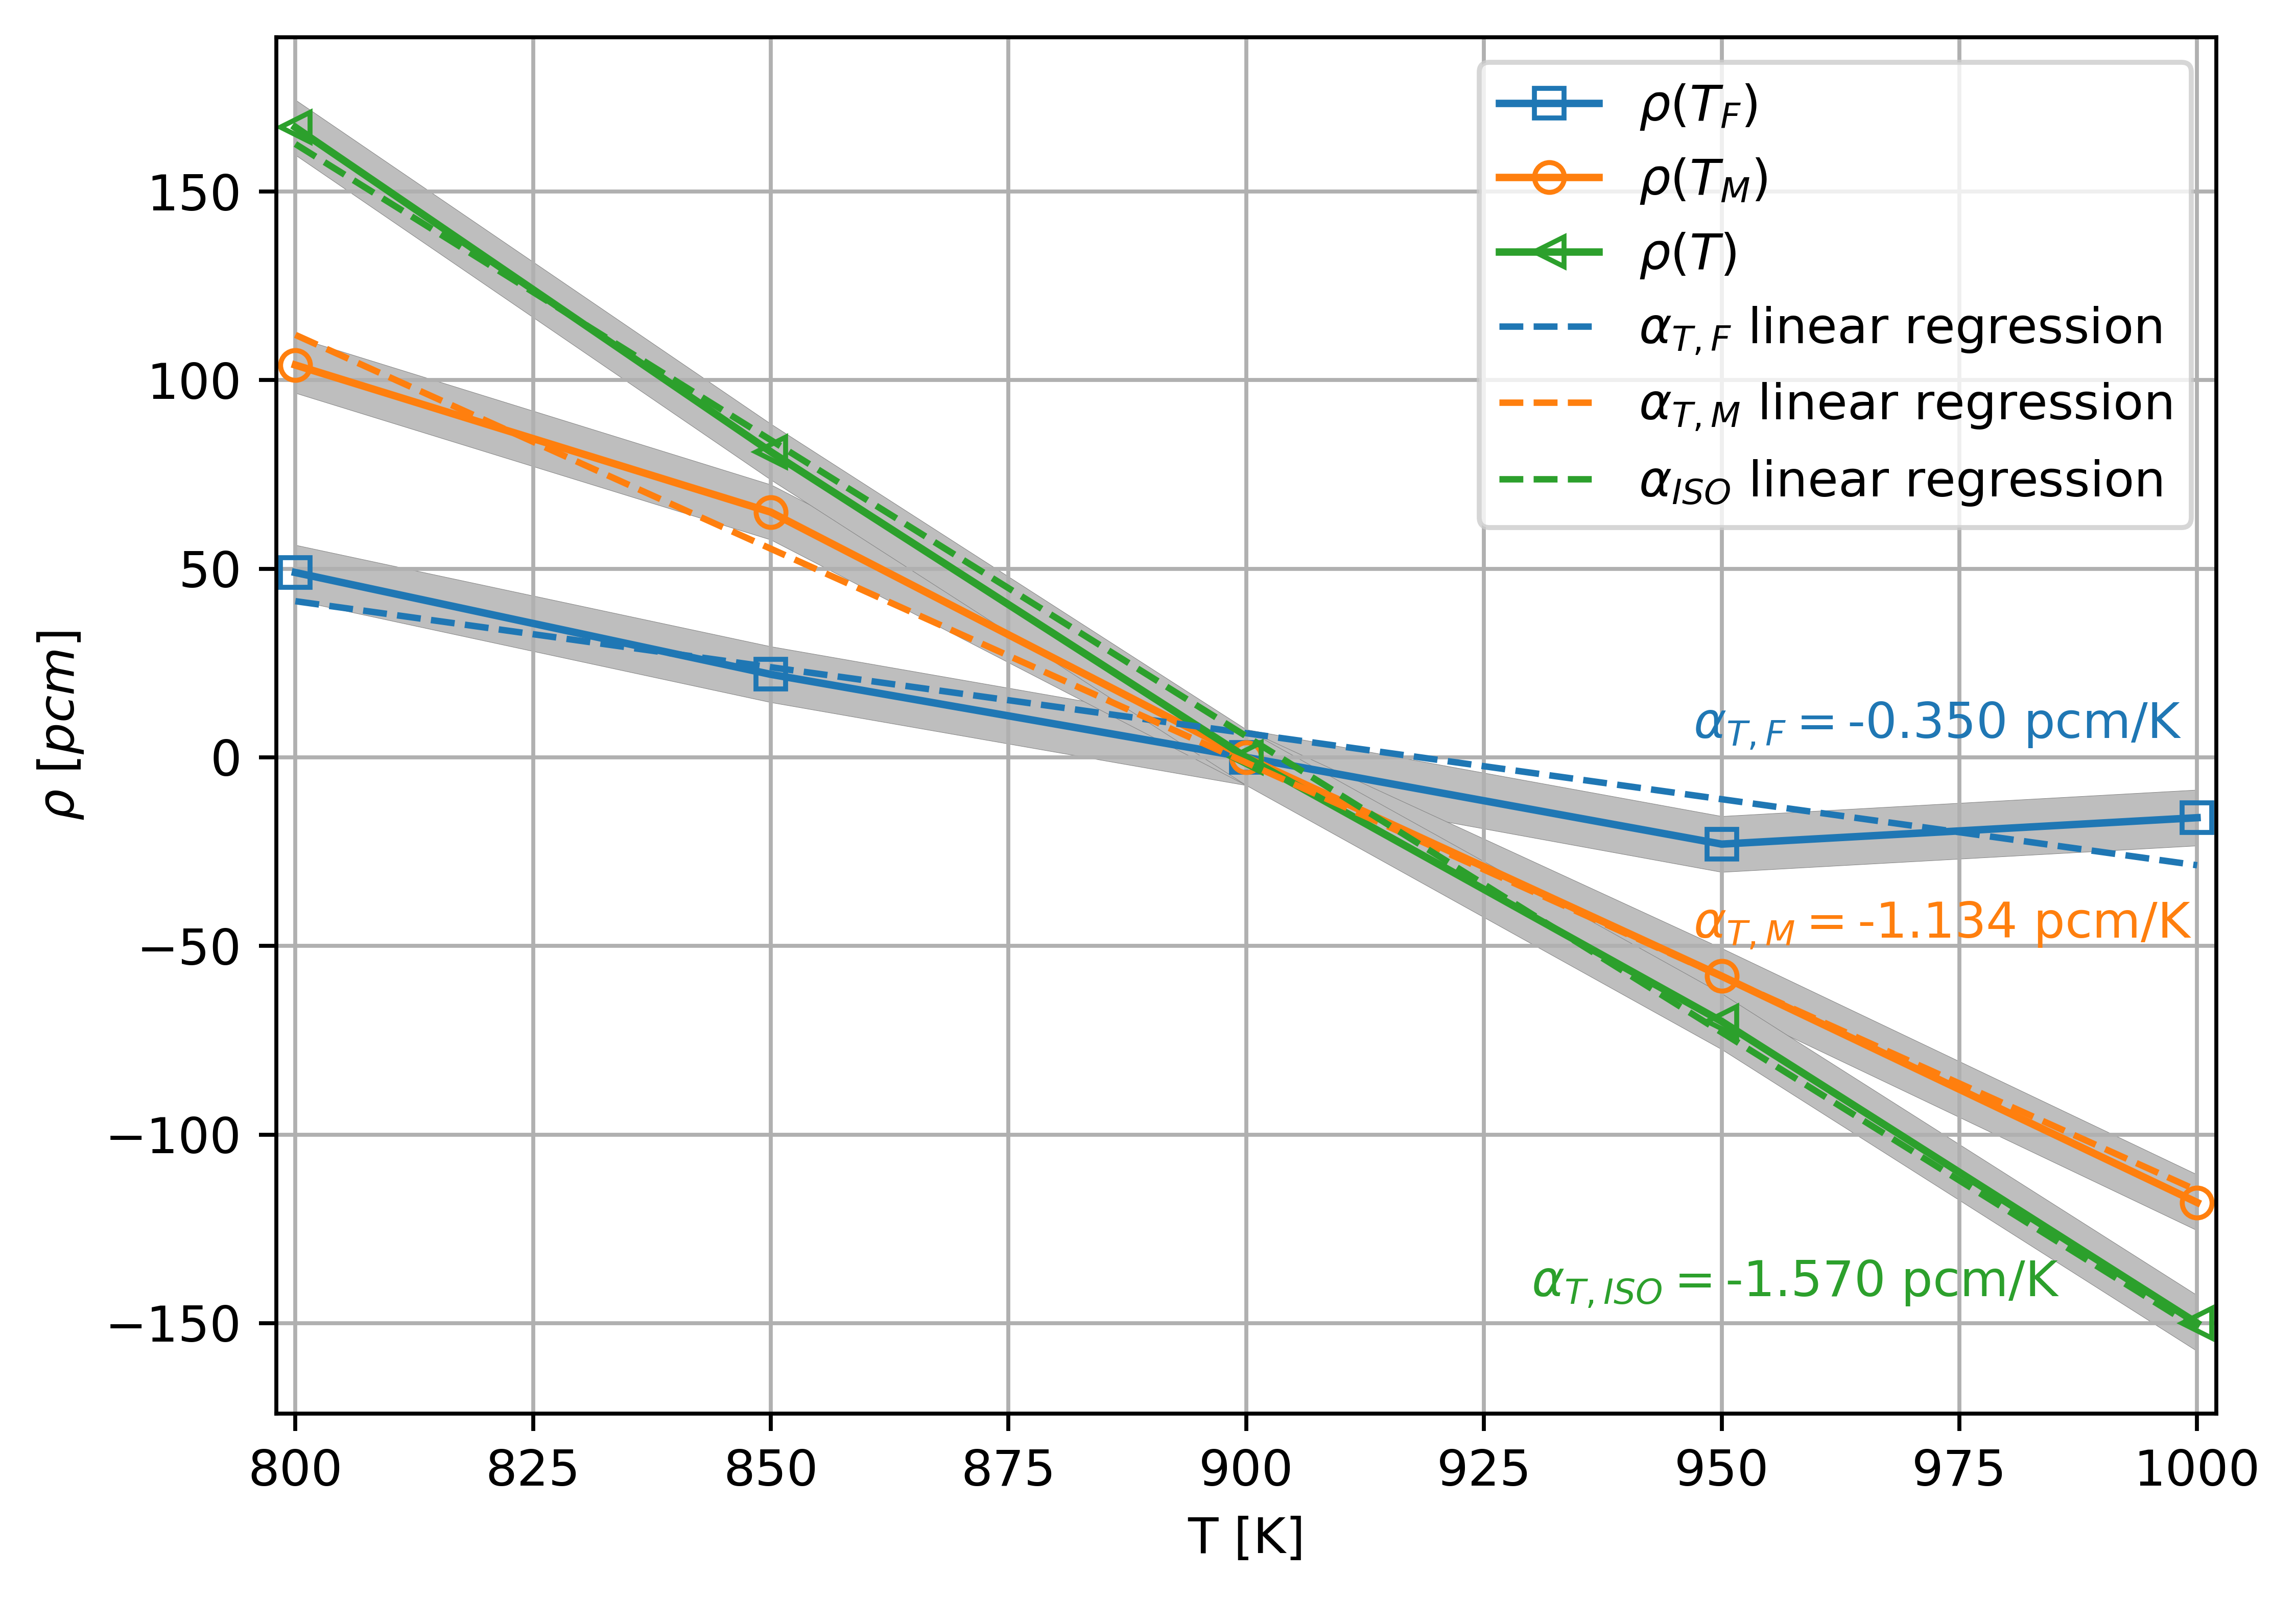 ρ(T_F)
ρ(T_M)
ρ(T)
α_{T,F} linear regression
α_{T,M} linear regression
α_{ISO} linear regression
150
100
50
0
−50
−100
−150
ρ [pcm]
α_{T,F} = -0.350 pcm/K
α_{T,M} = -1.134 pcm/K
α_{T,ISO} = -1.570 pcm/K
800 825 850 875 900 925 950 975 1000
T [K]